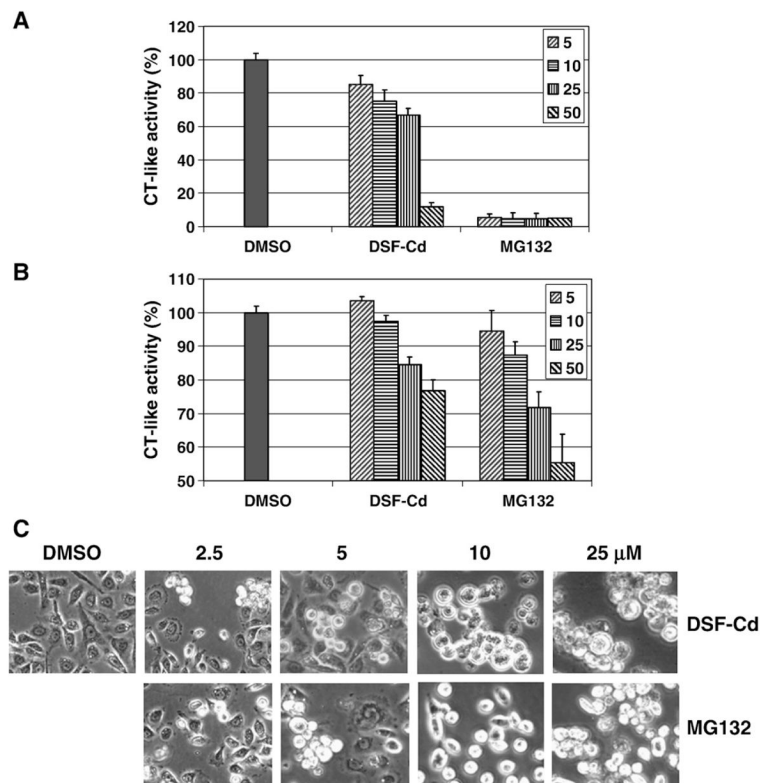 A
CT-like activity (%)
120
100
80
60
40
20
0
5
10
25
50
DMSO DSF-Cd MG132
B
CT-like activity (%)
110
100
90
80
70
60
50
5
10
25
50
DMSO DSF-Cd MG132
C
DMSO 2.5 5 10 25 μM
DSF-Cd
MG132